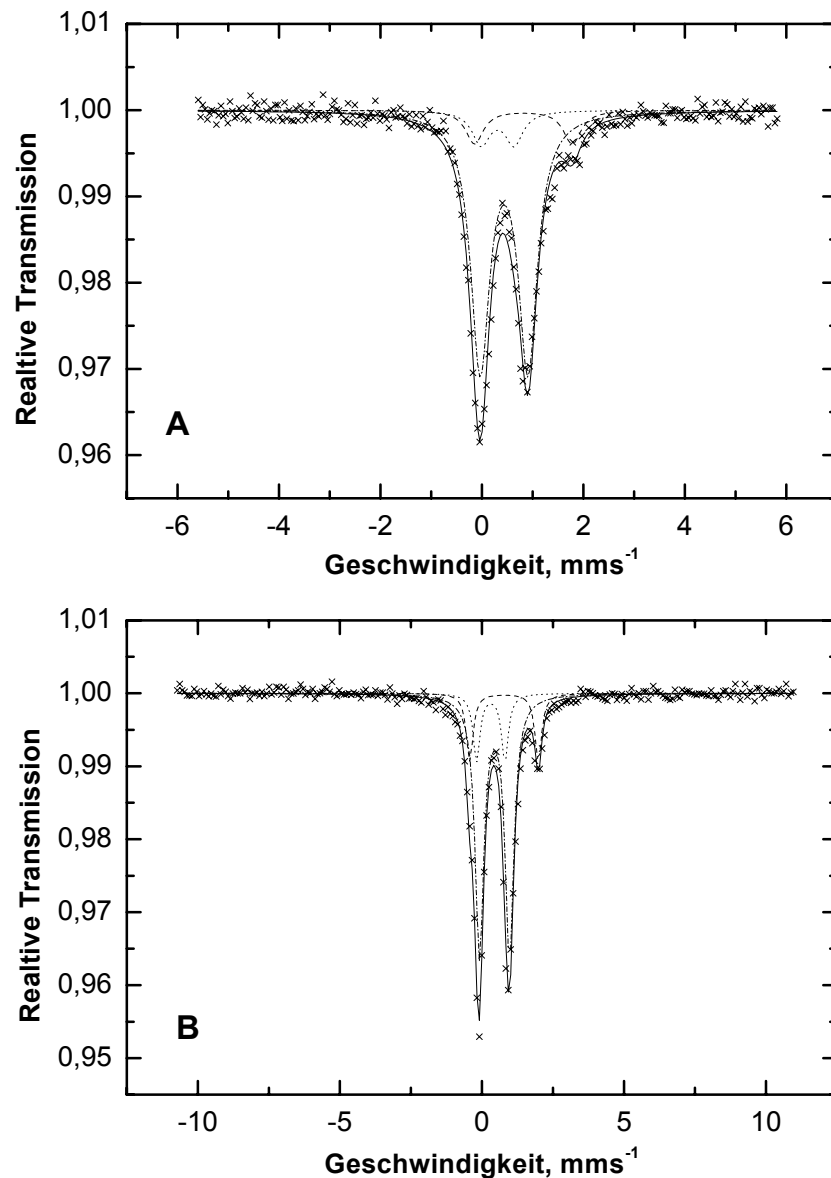 1,01
1,00
0,99
0,98
0,97
0,96
Realtive Transmission
A
-6 -4 -2 0 2 4 6
Geschwindigkeit, mms-1
1,01
1,00
0,99
0,98
0,97
0,96
0,95
Realtive Transmission
B
-10 -5 0 5 10
Geschwindigkeit, mms-1